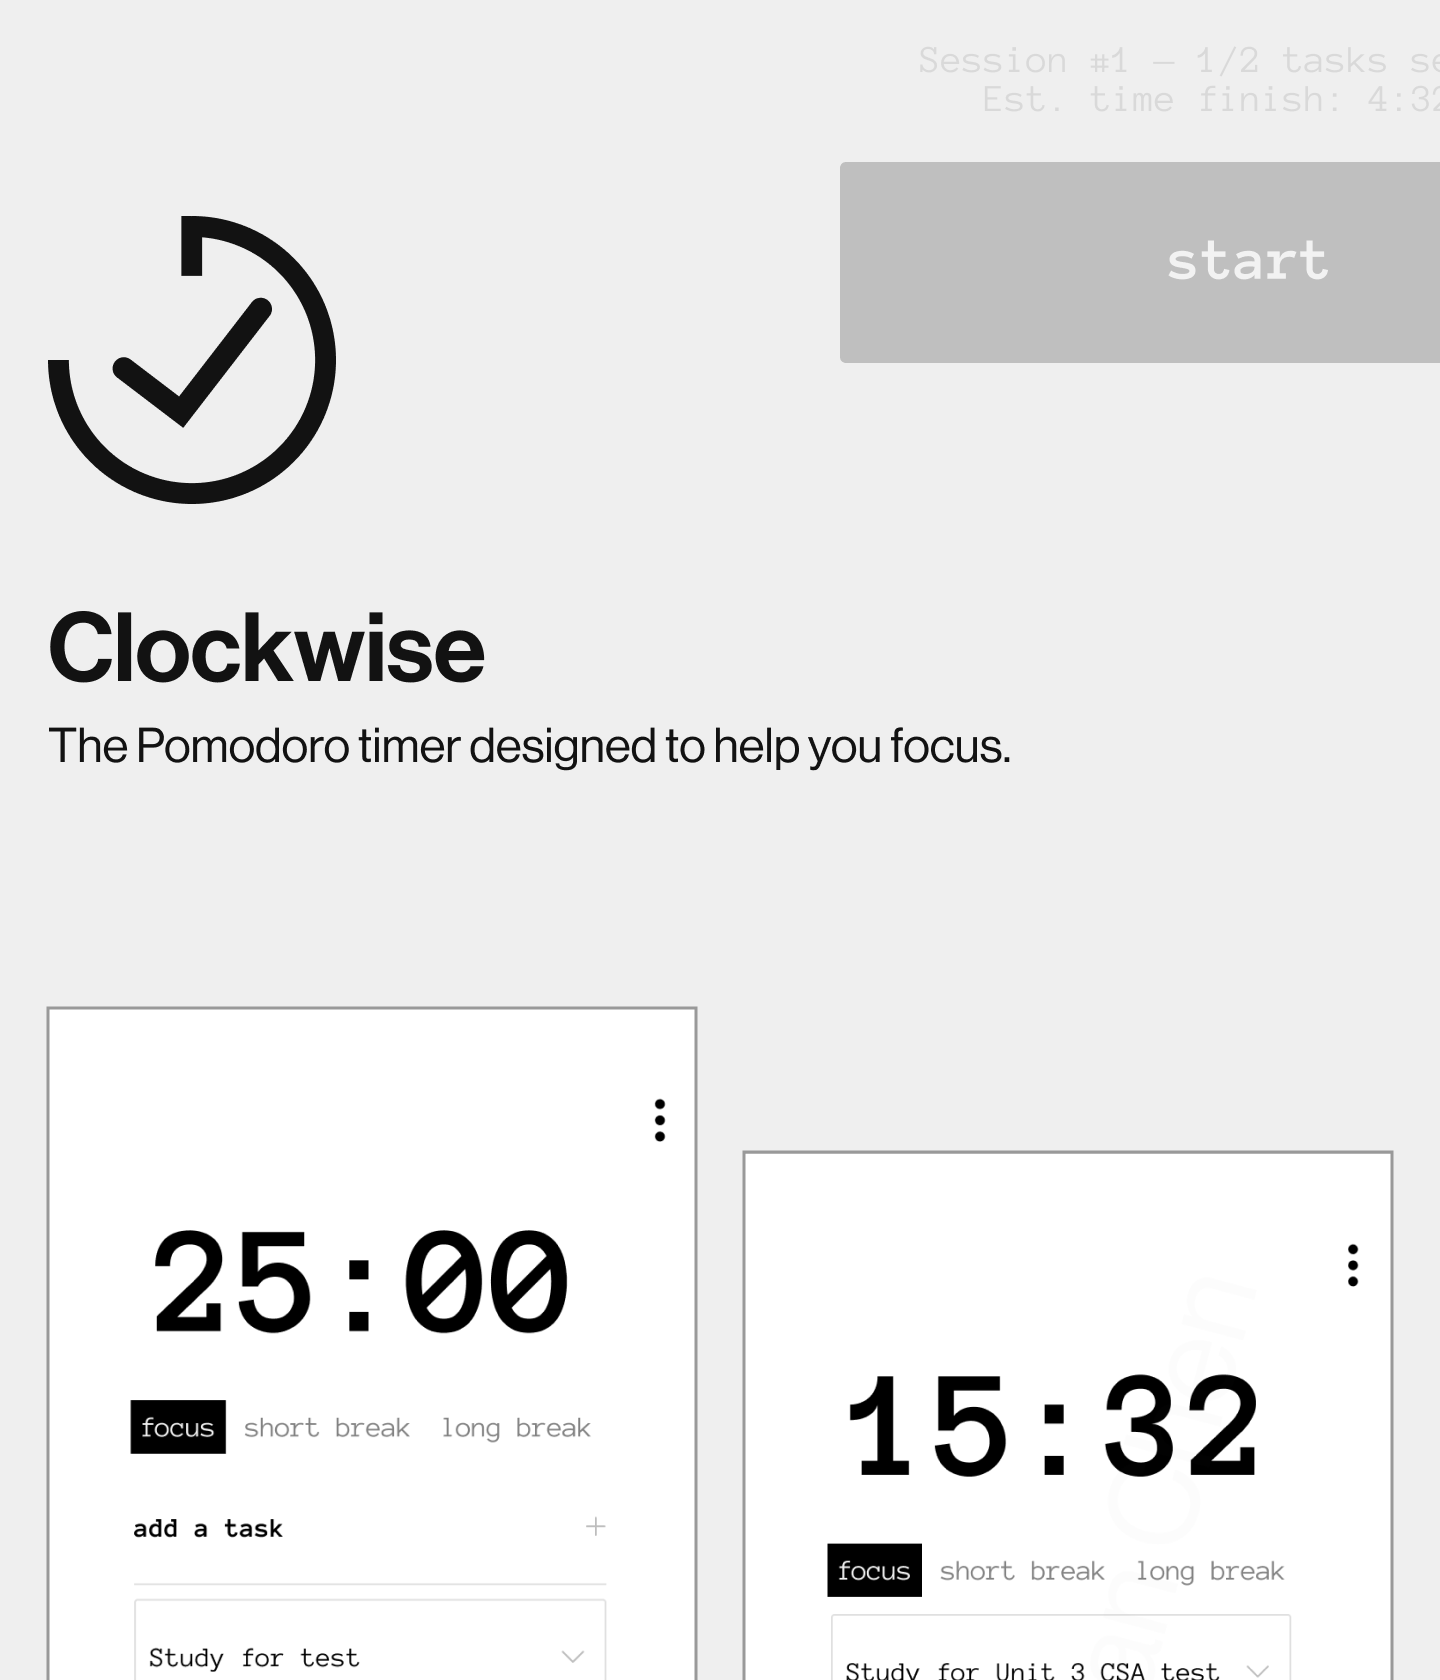 Session #1 — 1/2 tasks
Est. time finish: 4:32
start
Clockwise
The Pomodoro timer designed to help you focus.
25:00
focus short break long break
add a task
Study for test
15:32
focus short break long break
Study for Unit 3 CSA test